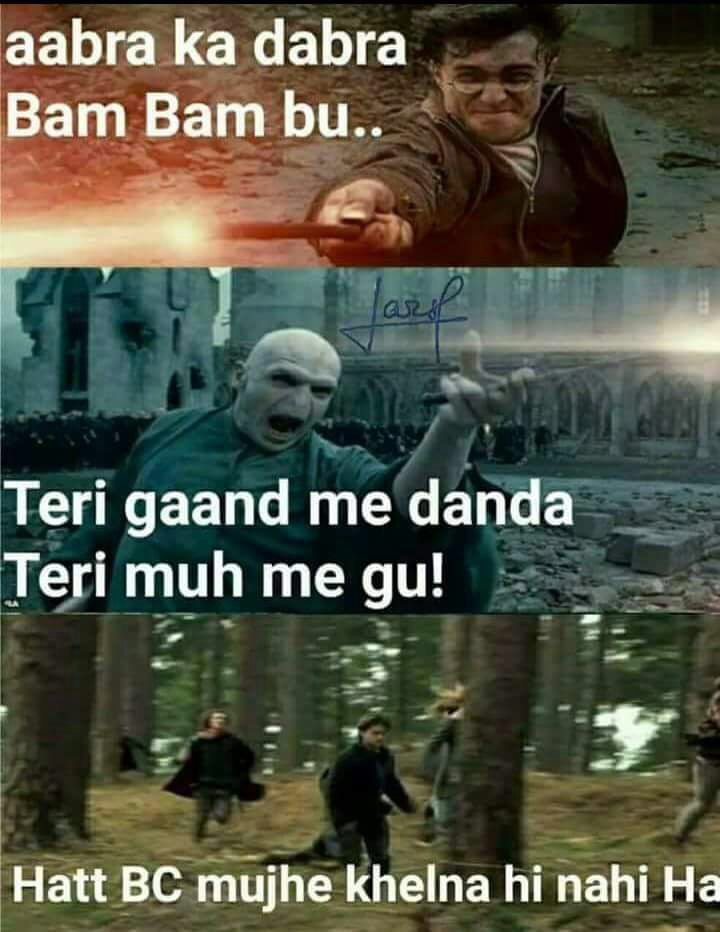 aabra ka dabra
Bam Bam bu..
Teri gaand me danda
Teri muh me gu!
Hatt BC mujhe khelna hi nahi Ha